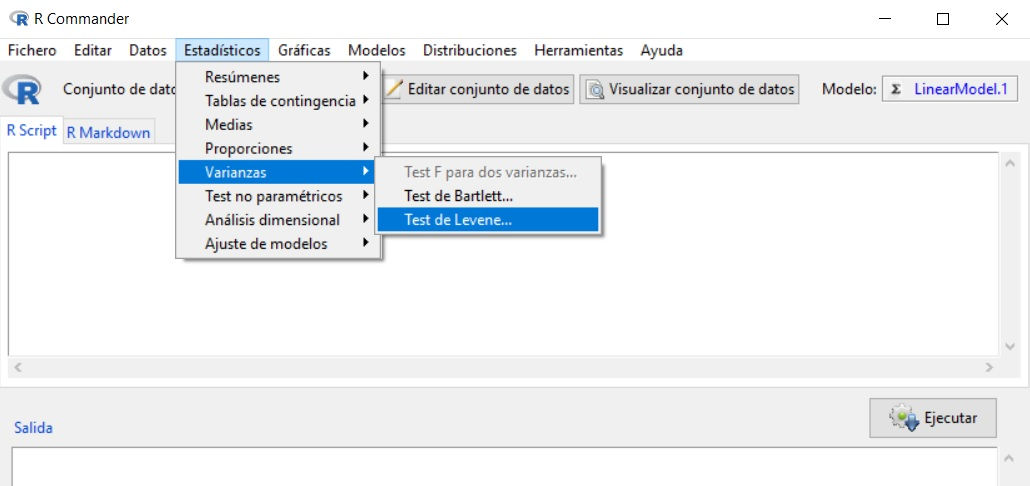 R Commander
Fichero Editar Datos Estadísticos Gráficas Modelos Distribuciones Herramientas Ayuda
R Conjunto de dato Editar conjunto de datos Visualizar conjunto de datos Modelo: Σ LinearModel.1
Resúmenes
Tablas de contingencia
Medias
Proporciones
Varianzas
Test no paramétricos
Análisis dimensional
Ajuste de modelos
Test F para dos varianzas...
Test de Bartlett...
Test de Levene...
R Script R Markdown
Ejecutar
Salida